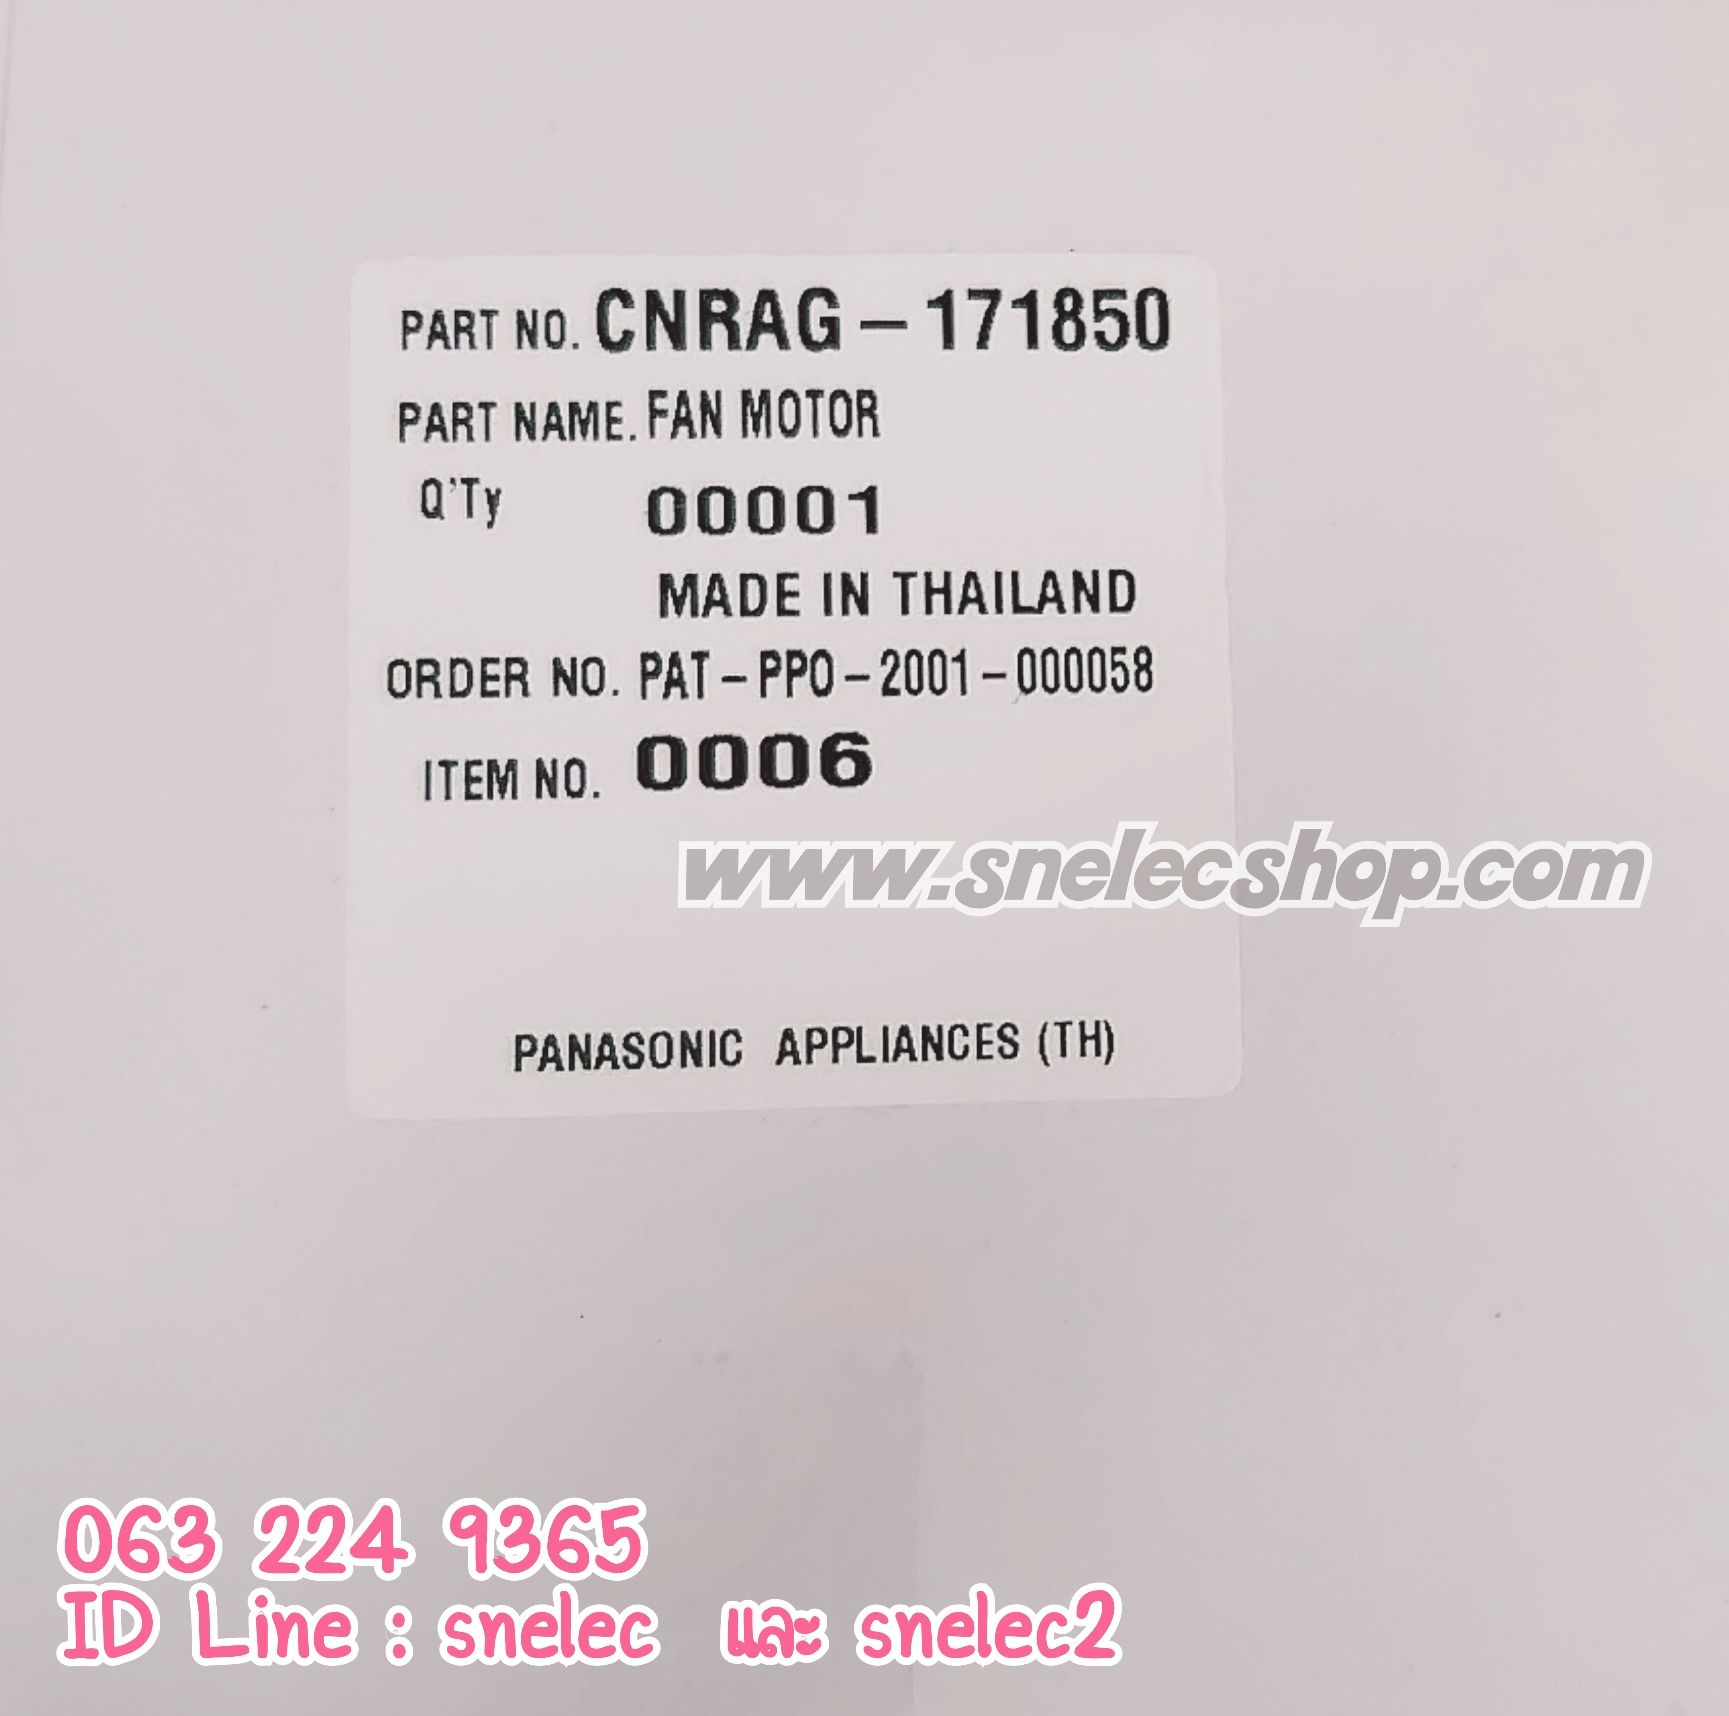 PART NO. CNRAG-171850
PART NAME. FAN MOTOR
Q'Ty 00001
MADE IN THAILAND
ORDER NO. PAT-PPO-2001-000058
ITEM NO. 0006
www.snelecshop.com
PANASONIC APPLIANCES (TH)
063 224 9365
ID Line : snelec และ snelec2